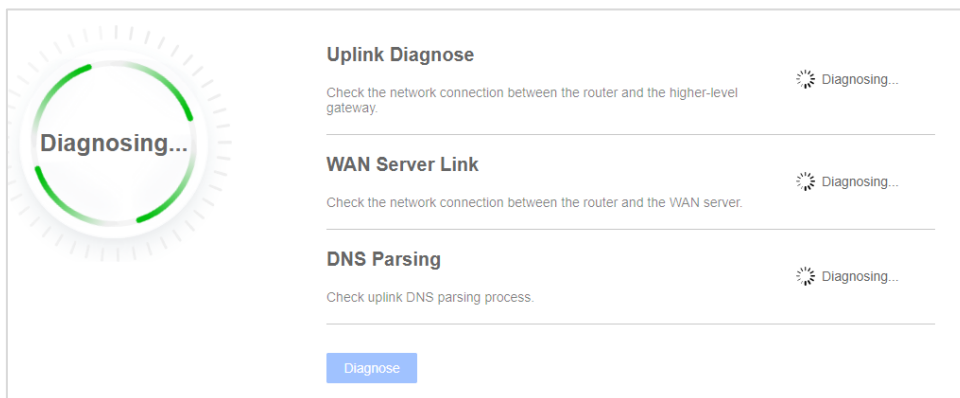 Diagnosing...
Uplink Diagnose
Check the network connection between the router and the higher-level
gateway.
Diagnosing...
WAN Server Link
Check the network connection between the router and the WAN server.
Diagnosing...
DNS Parsing
Check uplink DNS parsing process.
Diagnosing...
Diagnose